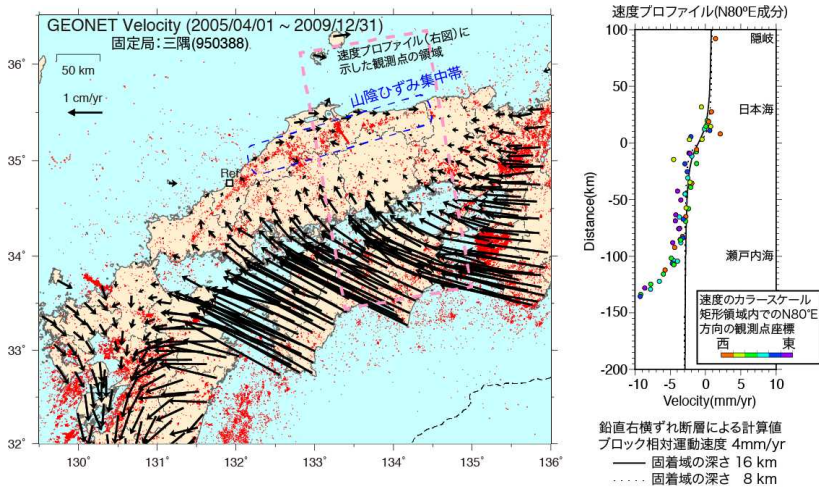 GEONET Velocity (2005/04/01 ~ 2009/12/31)
固定局:三隅(950388)
速度プロファイル(右図)に
示した観測点の領域
50 km
1 cm/yr
山陰ひずみ集中帯
Ref
36°
35°
34°
33°
32°
130° 131° 132° 133° 134° 135° 136°
速度プロファイル(N80°E成分)
隠岐
日本海
瀬戸内海
100
50
0
-50
-100
-150
-200
Distance(km)
速度のカラースケール
矩形領域内でのN80°E
方向の観測点座標
西 東
-10 -5 0 5 10
Velocity(mm/yr)
鉛直右横ずれ断層による計算値
ブロック相対運動速度 4mm/yr
固着域の深さ 16 km
固着域の深さ 8 km